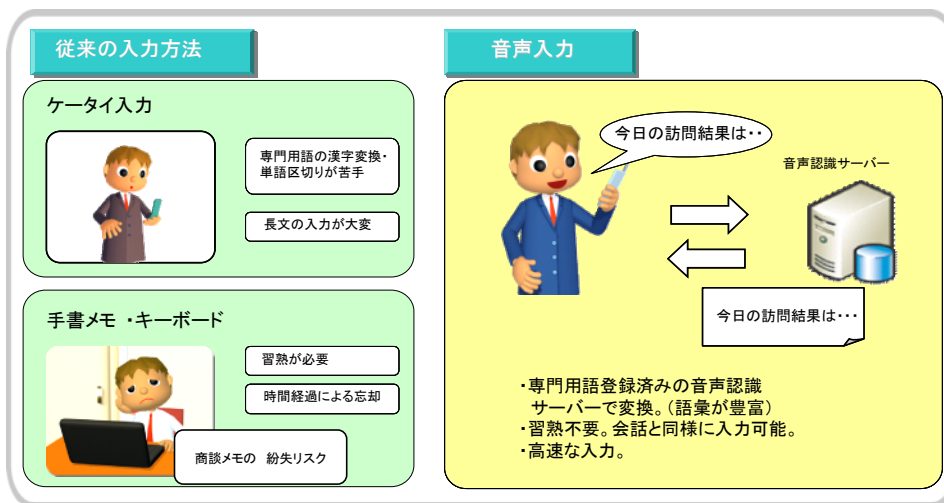 従来の入力方法
ケータイ入力
専門用語の漢字変換・
単語区切りが苦手
長文の入力が大変
手書メモ ・キーボード
習熟が必要
時間経過による忘却
商談メモの 紛失リスク
音声入力
今日の訪問結果は・・
音声認識サーバー
今日の訪問結果は・・・
・専門用語登録済みの音声認識
サーバーで変換。（語彙が豊富）
・習熟不要。会話と同様に入力可能。
・高速な入力。